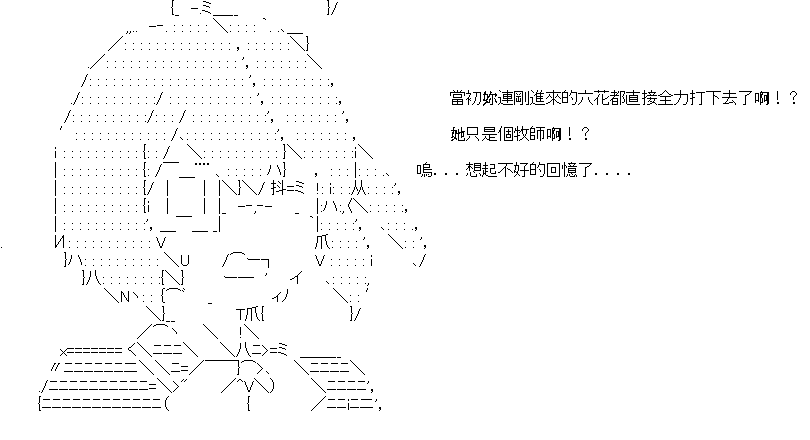 當初妳連剛進來的六花都直接全力打下去了啊！？
她只是個牧師啊！？
嗚...想起不好的回憶了....